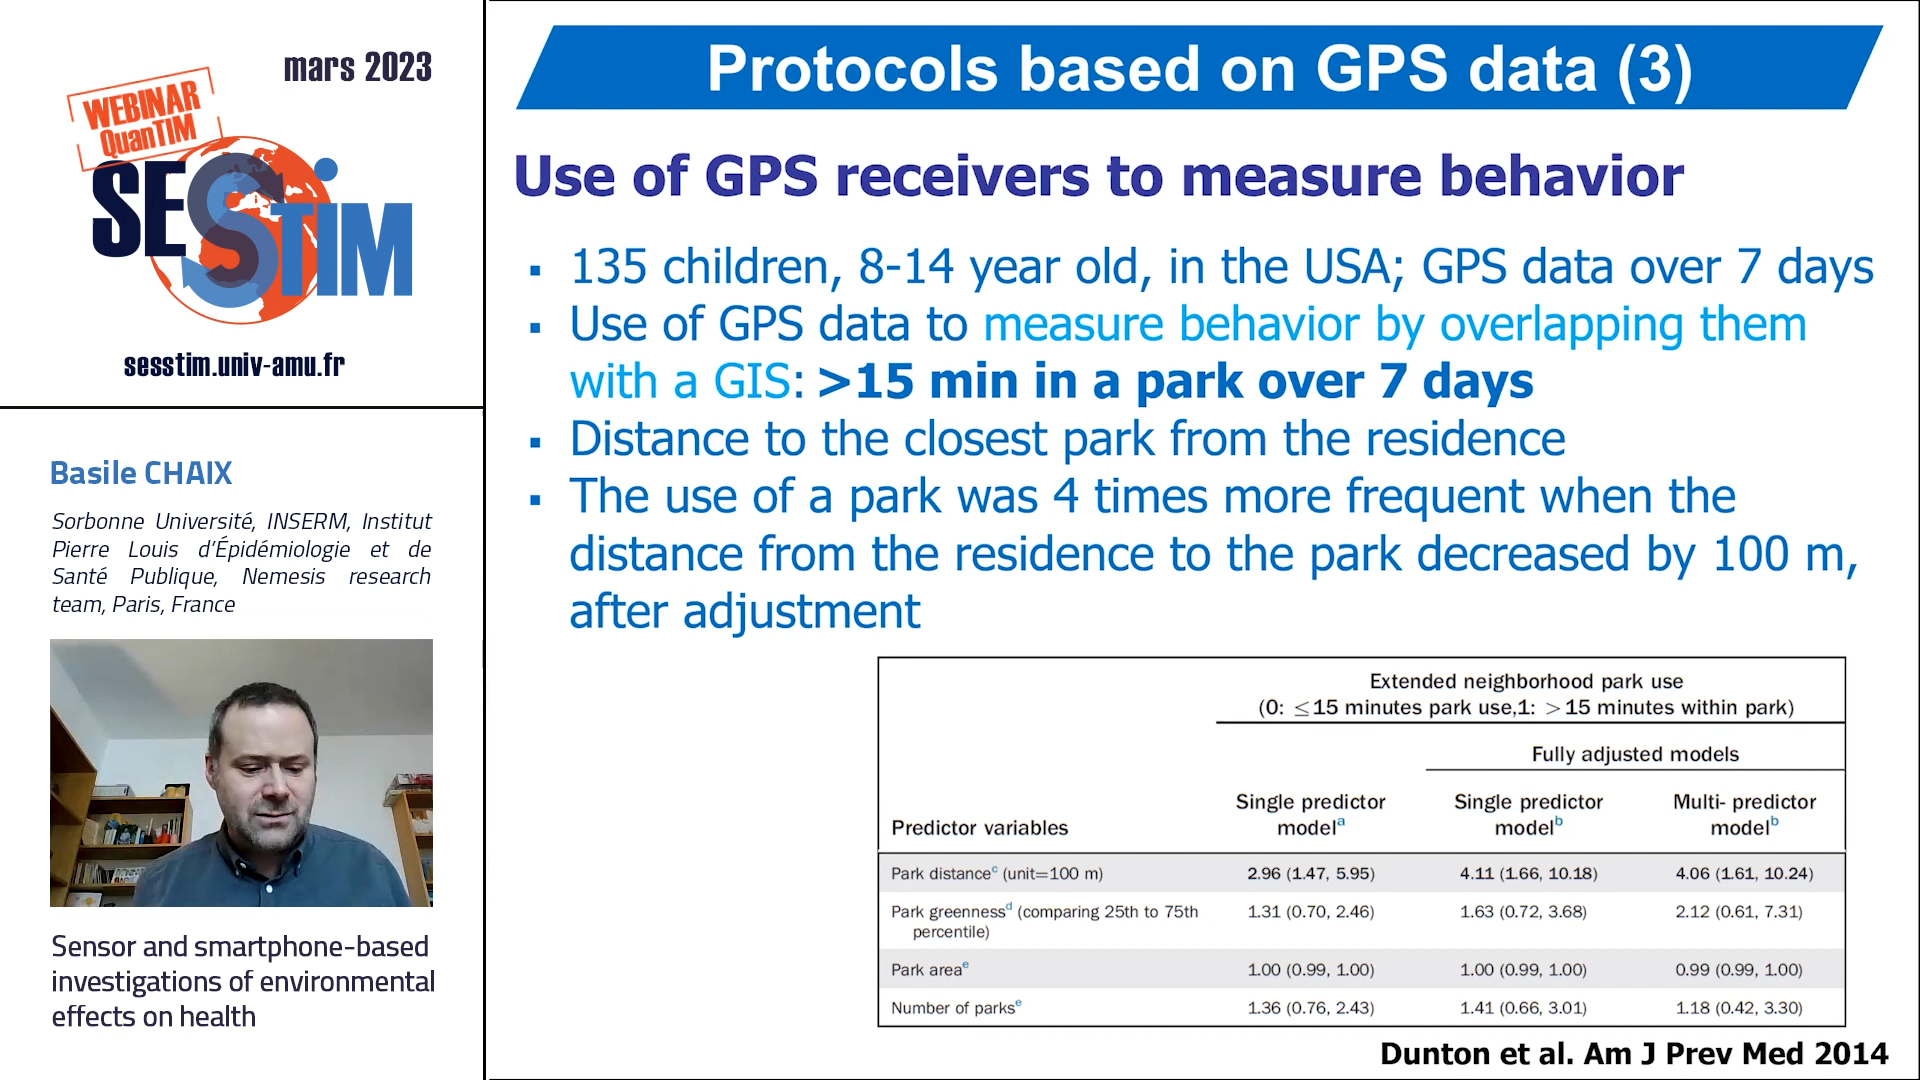 mars 2023
WEBINAR
QuanTIM
SESSTIM
sesstim.univ-amu.fr
Basile CHAIX
Sorbonne Université, INSERM, Institut
Pierre Louis d’Épidémiologie et de
Santé Publique, Nemesis research
team, Paris, France
Sensor and smartphone-based
investigations of environmental
effects on health
Protocols based on GPS data (3)
Use of GPS receivers to measure behavior
▪ 135 children, 8-14 year old, in the USA; GPS data over 7 days
▪ Use of GPS data to measure behavior by overlapping them
with a GIS: >15 min in a park over 7 days
▪ Distance to the closest park from the residence
▪ The use of a park was 4 times more frequent when the
distance from the residence to the park decreased by 100 m,
after adjustment
Extended neighborhood park use
(0: ≤15 minutes park use,1: >15 minutes within park)
Fully adjusted models
Predictor variables
Single predictor
modelᵃ
Single predictor
modelᵇ
Multi- predictor
modelᵇ
Park distanceᶜ (unit=100 m) 2.96 (1.47, 5.95) 4.11 (1.66, 10.18) 4.06 (1.61, 10.24)
Park greennessᵈ (comparing 25th to 75th 1.31 (0.70, 2.46) 1.63 (0.72, 3.68) 2.12 (0.61, 7.31)
percentile)
Park areaᵉ 1.00 (0.99, 1.00) 1.00 (0.99, 1.00) 0.99 (0.99, 1.00)
Number of parksᵉ 1.36 (0.76, 2.43) 1.41 (0.66, 3.01) 1.18 (0.42, 3.30)
Dunton et al. Am J Prev Med 2014